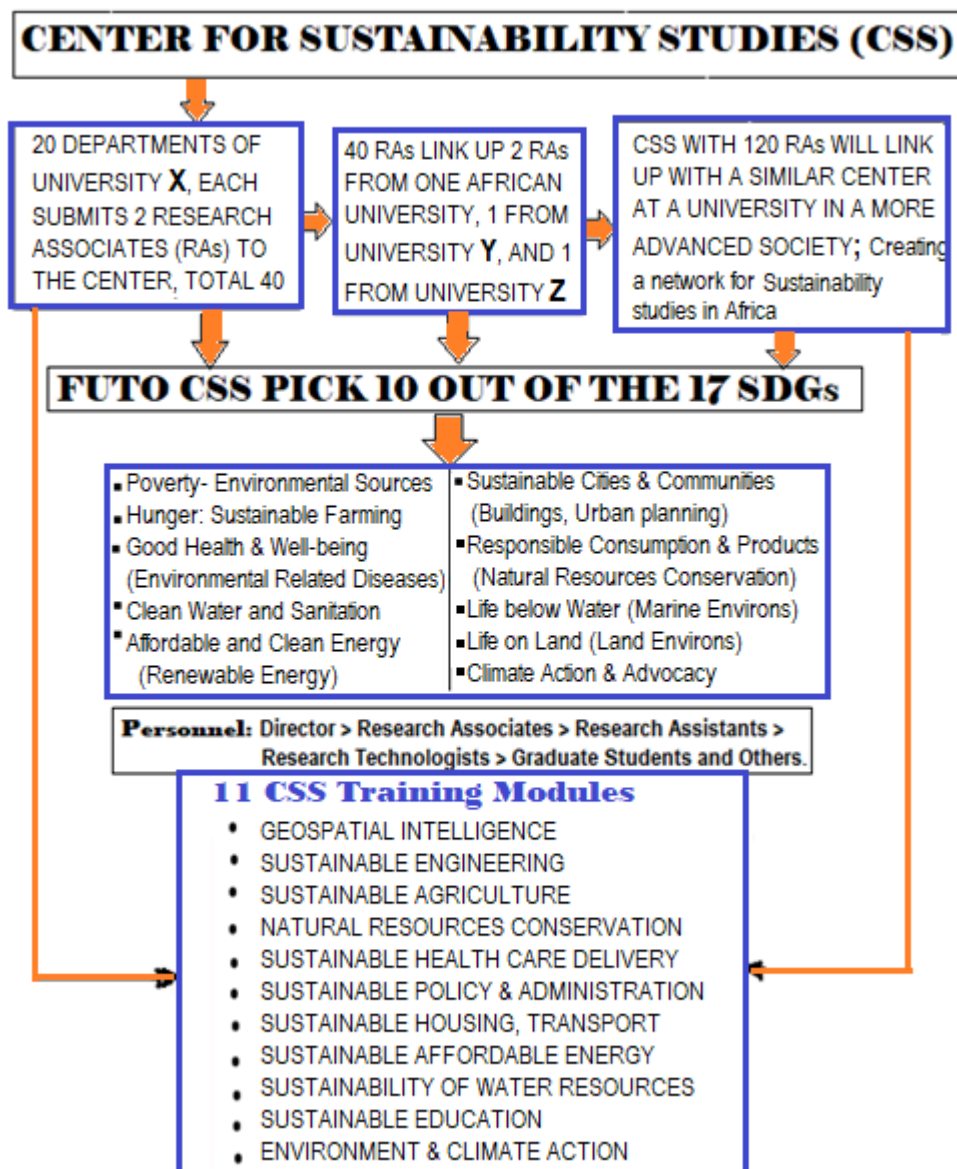 CENTER FOR SUSTAINABILITY STUDIES (CSS)
20 DEPARTMENTS OF
UNIVERSITY X, EACH
SUBMITS 2 RESEARCH
ASSOCIATES (RAs) TO
THE CENTER, TOTAL 40
40 RAs LINK UP 2 RAs
FROM ONE AFRICAN
UNIVERSITY, 1 FROM
UNIVERSITY Y, AND 1
FROM UNIVERSITY Z
CSS WITH 120 RAs WILL LINK
UP WITH A SIMILAR CENTER
AT A UNIVERSITY IN A MORE
ADVANCED SOCIETY; Creating
a network for Sustainability
studies in Africa
FUTO CSS PICK 10 OUT OF THE 17 SDGs
▪ Poverty- Environmental Sources
▪ Hunger: Sustainable Farming
▪ Good Health & Well-being
(Environmental Related Diseases)
▪ Clean Water and Sanitation
▪ Affordable and Clean Energy
(Renewable Energy)
▪ Sustainable Cities & Communities
(Buildings, Urban planning)
▪ Responsible Consumption & Products
(Natural Resources Conservation)
▪ Life below Water (Marine Environs)
▪ Life on Land (Land Environs)
▪ Climate Action & Advocacy
Personnel: Director > Research Associates > Research Assistants >
Research Technologists > Graduate Students and Others.
11 CSS Training Modules
• GEOSPATIAL INTELLIGENCE
• SUSTAINABLE ENGINEERING
• SUSTAINABLE AGRICULTURE
• NATURAL RESOURCES CONSERVATION
• SUSTAINABLE HEALTH CARE DELIVERY
• SUSTAINABLE POLICY & ADMINISTRATION
• SUSTAINABLE HOUSING, TRANSPORT
• SUSTAINABLE AFFORDABLE ENERGY
• SUSTAINABILITY OF WATER RESOURCES
• SUSTAINABLE EDUCATION
• ENVIRONMENT & CLIMATE ACTION